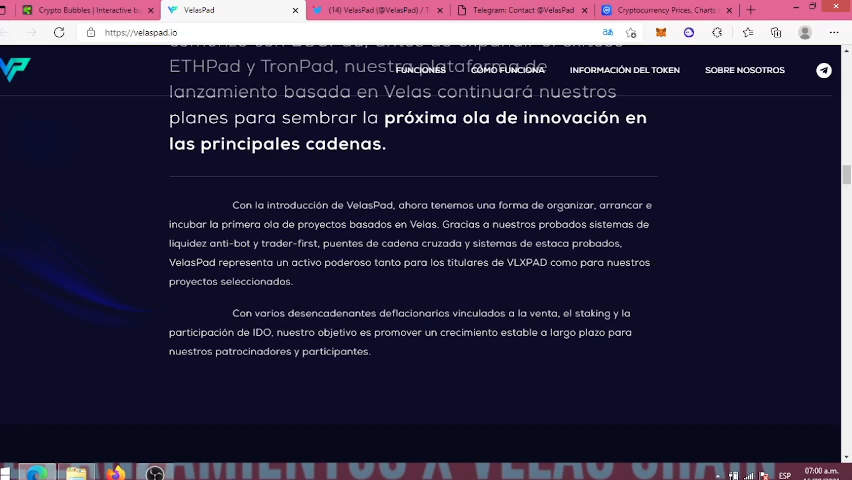 Crypto Bubbles | Interactive bu
VelasPad
(14) VelasPad (@VelasPad) / T
Telegram: Contact @VelasPad
Cryptocurrency Prices, Charts
https://velaspad.io
ETHPad y TronPad, nuestra plataforma de
FUNCIONES
CÓMO FUNCIONA
INFORMACIÓN DEL TOKEN
SOBRE NOSOTROS
lanzamiento basada en Velas continuará nuestros
planes para sembrar la próxima ola de innovación en
las principales cadenas.
Con la introducción de VelasPad, ahora tenemos una forma de organizar, arrancar e
incubar la primera ola de proyectos basados en Velas. Gracias a nuestros probados sistemas de
liquidez anti-bot y trader-first, puentes de cadena cruzada y sistemas de estaca probados,
VelasPad representa un activo poderoso tanto para los titulares de VLXPAD como para nuestros
proyectos seleccionados.
Con varios desencadenantes deflacionarios vinculados a la venta, el staking y la
participación de IDO, nuestro objetivo es promover un crecimiento estable a largo plazo para
nuestros patrocinadores y participantes.
ESP
07:00 a.m.